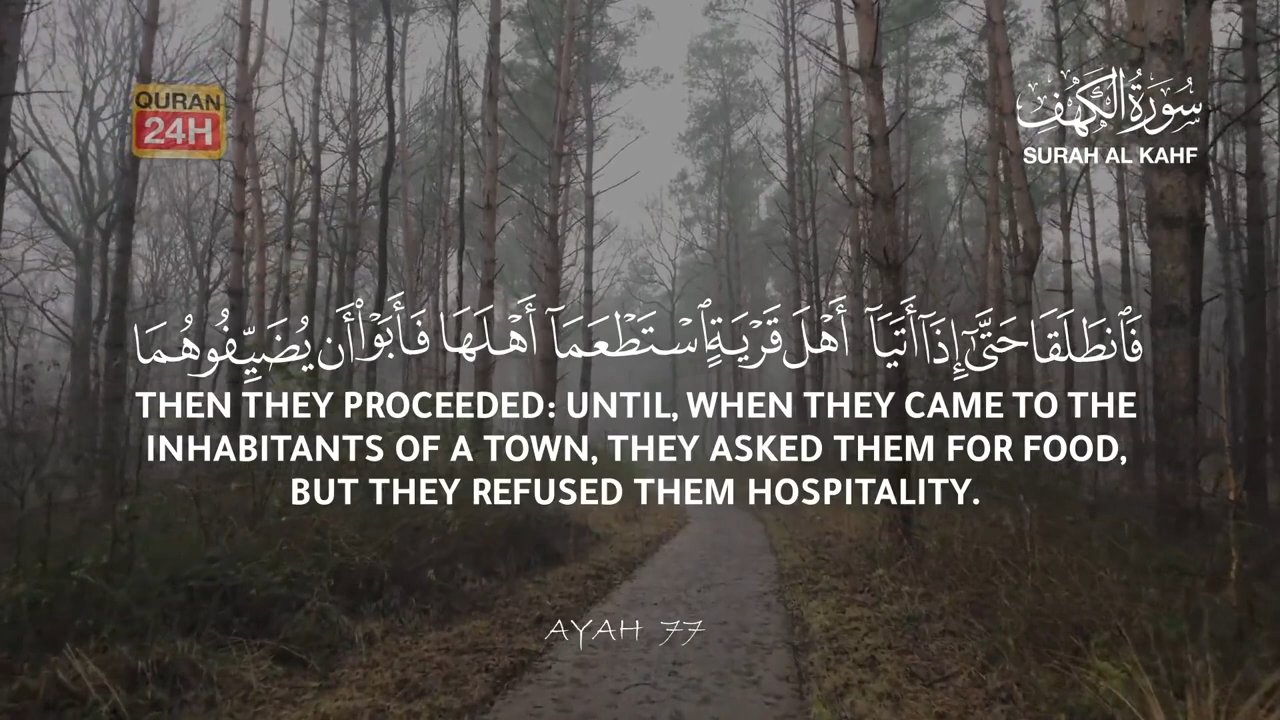 QURAN
24H
سُورَةُ الْكَهْفِ
SURAH AL KAHF
فَٱنطَلَقَا حَتَّىٰٓ إِذَآ أَتَيَآ أَهْلَ قَرْيَةٍ ٱسْتَطْعَمَآ أَهْلَهَا فَأَبَوْا۟ أَن يُضَيِّفُوهُمَا
THEN THEY PROCEEDED: UNTIL, WHEN THEY CAME TO THE
INHABITANTS OF A TOWN, THEY ASKED THEM FOR FOOD,
BUT THEY REFUSED THEM HOSPITALITY.
AYAH 77